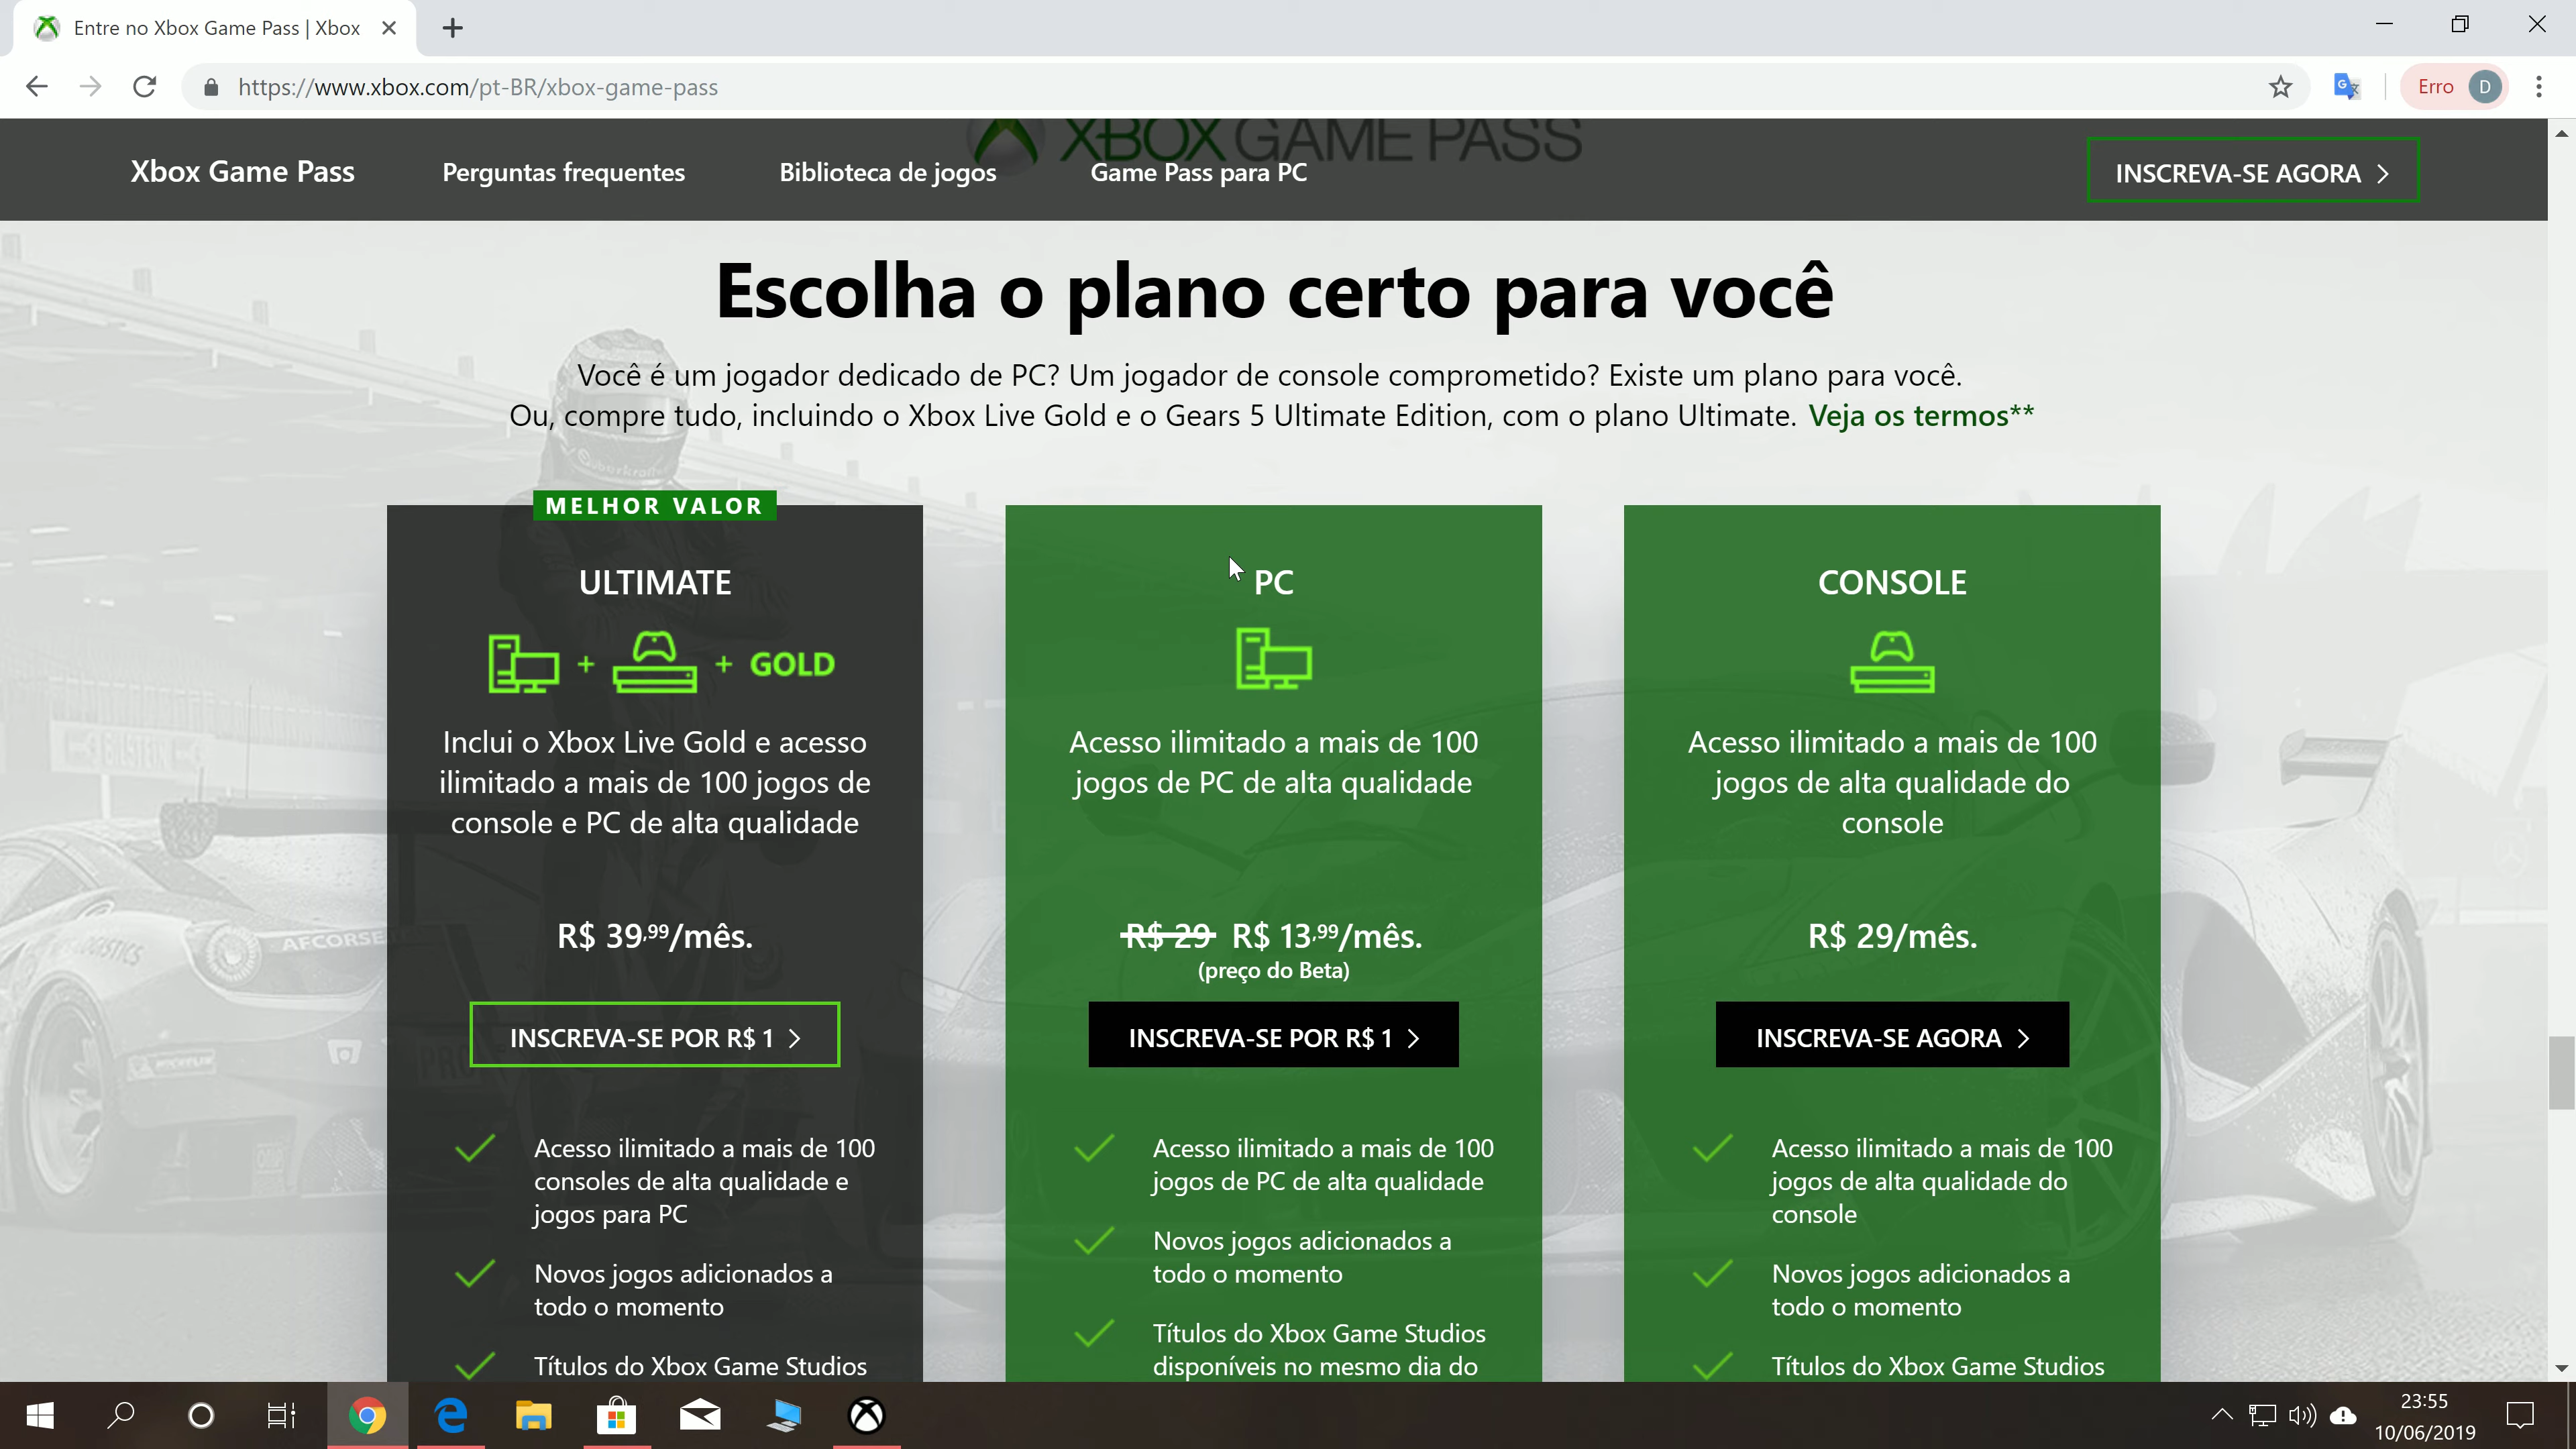 Entre no Xbox Game Pass | Xbox
https://www.xbox.com/pt-BR/xbox-game-pass
Erro D
XBOX GAME PASS
Xbox Game Pass
Perguntas frequentes
Biblioteca de jogos
Game Pass para PC
INSCREVA-SE AGORA
Escolha o plano certo para você
Você é um jogador dedicado de PC? Um jogador de console comprometido? Existe um plano para você.
Ou, compre tudo, incluindo o Xbox Live Gold e o Gears 5 Ultimate Edition, com o plano Ultimate. Veja os termos**
MELHOR VALOR
ULTIMATE
+ + GOLD
Inclui o Xbox Live Gold e acesso
ilimitado a mais de 100 jogos de
console e PC de alta qualidade
R$ 39,99/mês.
INSCREVA-SE POR R$ 1
Acesso ilimitado a mais de 100
consoles de alta qualidade e
jogos para PC
Novos jogos adicionados a
todo o momento
Títulos do Xbox Game Studios
PC
Acesso ilimitado a mais de 100
jogos de PC de alta qualidade
R$ 29 R$ 13,99/mês.
(preço do Beta)
INSCREVA-SE POR R$ 1
Acesso ilimitado a mais de 100
jogos de PC de alta qualidade
Novos jogos adicionados a
todo o momento
Títulos do Xbox Game Studios
disponíveis no mesmo dia do
CONSOLE
Acesso ilimitado a mais de 100
jogos de alta qualidade do
console
R$ 29/mês.
INSCREVA-SE AGORA
Acesso ilimitado a mais de 100
jogos de alta qualidade do
console
Novos jogos adicionados a
todo o momento
Títulos do Xbox Game Studios
BILSTEIN
AFCORSE
MICHELIN
23:55
10/06/2019